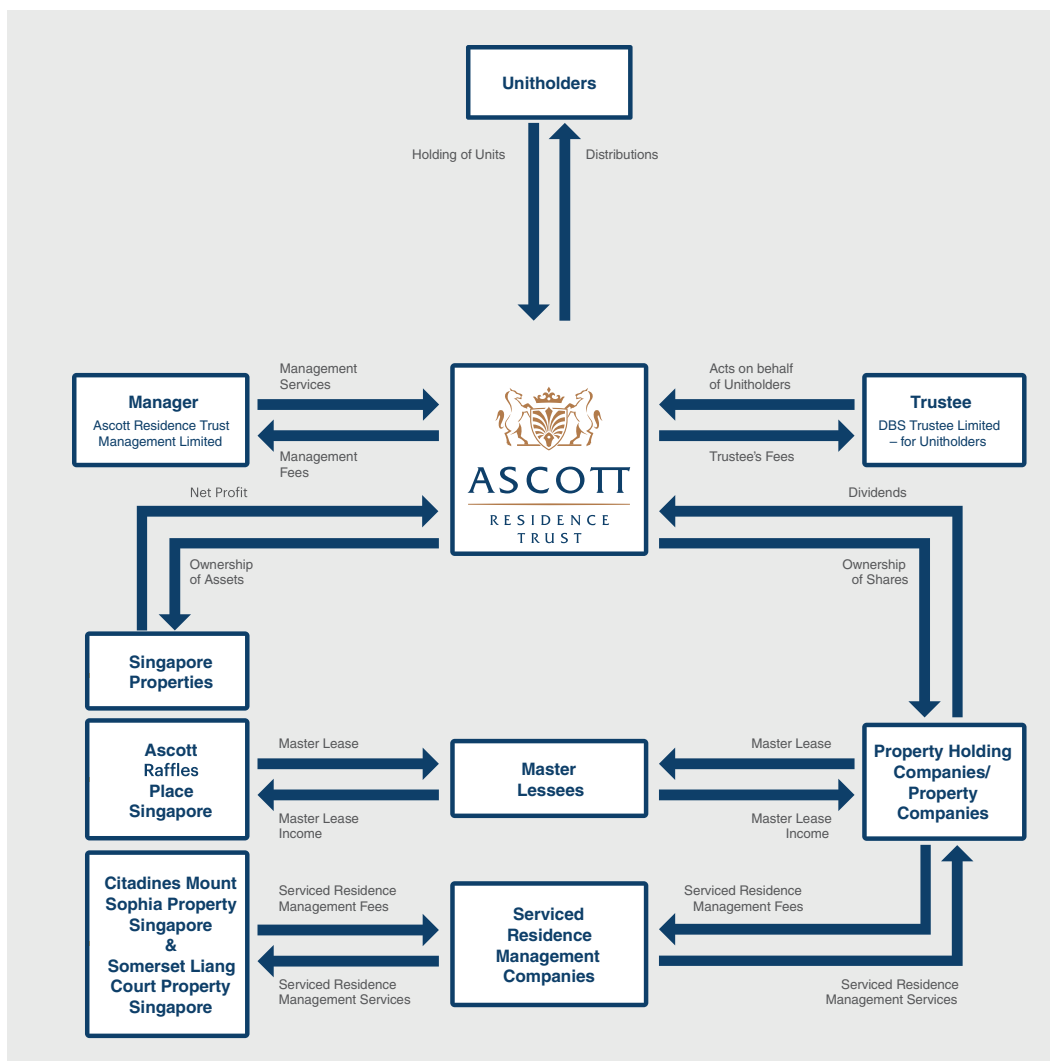 Unitholders
Holding of Units
Distributions
Management
Services
Acts on behalf
of Unitholders
Manager
Ascott Residence Trust
Management Limited
ASCOTT
RESIDENCE
TRUST
Trustee
DBS Trustee Limited
– for Unitholders
Management
Fees
Trustee's Fees
Net Profit
Dividends
Ownership
of Assets
Ownership
of Shares
Singapore
Properties
Ascott
Raffles
Place
Singapore
Master Lease
Master Lease
Income
Master
Lessees
Master Lease
Master Lease
Income
Property Holding
Companies/
Property
Companies
Citadines Mount
Sophia Property
Singapore
&
Somerset Liang
Court Property
Singapore
Serviced Residence
Management Fees
Serviced Residence
Management Services
Serviced
Residence
Management
Companies
Serviced Residence
Management Fees
Serviced Residence
Management Services